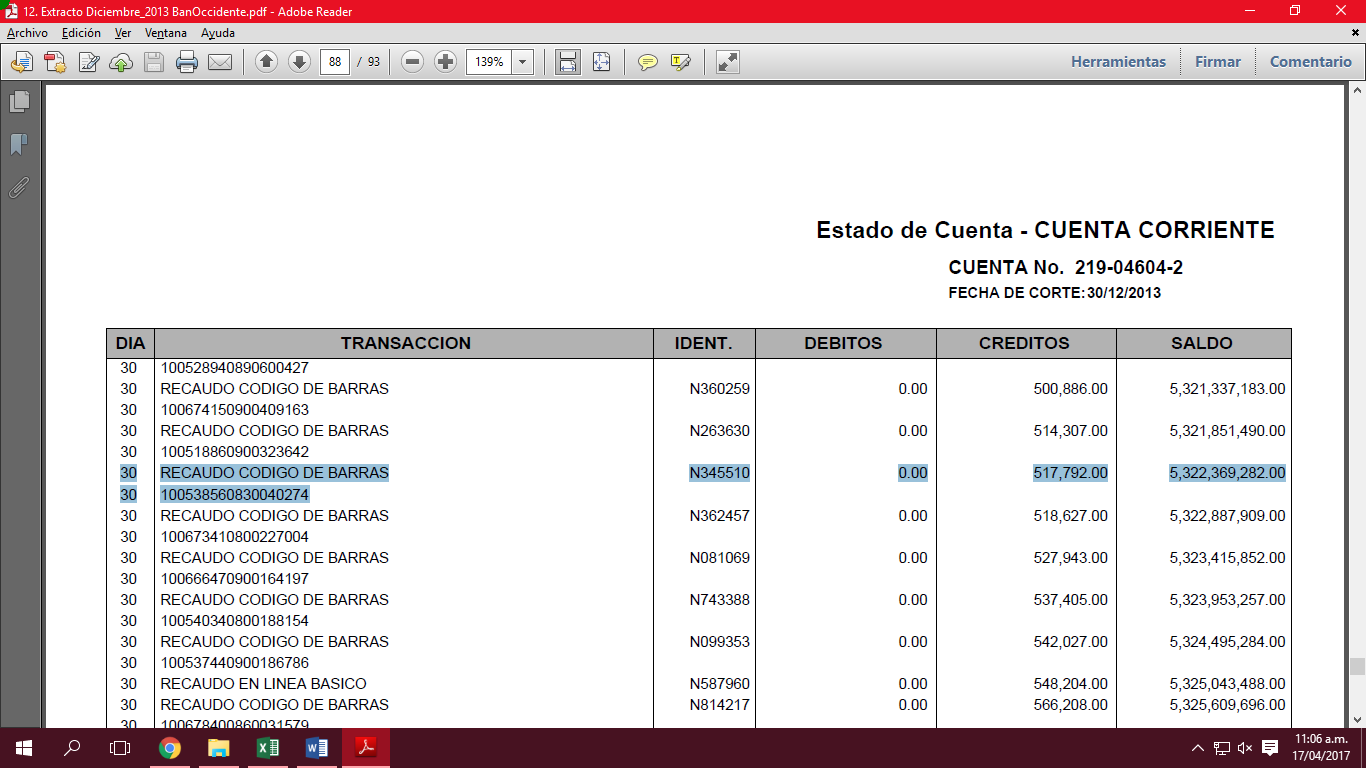 12. Extracto Diciembre_2013 BanOccidente.pdf - Adobe Reader
Archivo Edición Ver Ventana Ayuda
88 / 93 139% Herramientas Firmar Comentario
Estado de Cuenta - CUENTA CORRIENTE
CUENTA No. 219-04604-2
FECHA DE CORTE:30/12/2013
DIA TRANSACCION IDENT. DEBITOS CREDITOS SALDO
30 100528940890600427
30 RECAUDO CODIGO DE BARRAS N360259 0.00 500,886.00 5,321,337,183.00
30 100674150900409163
30 RECAUDO CODIGO DE BARRAS N263630 0.00 514,307.00 5,321,851,490.00
30 100518860900323642
30 RECAUDO CODIGO DE BARRAS N345510 0.00 517,792.00 5,322,369,282.00
30 100538560830040274
30 RECAUDO CODIGO DE BARRAS N362457 0.00 518,627.00 5,322,887,909.00
30 100673410800227004
30 RECAUDO CODIGO DE BARRAS N081069 0.00 527,943.00 5,323,415,852.00
30 100666470900164197
30 RECAUDO CODIGO DE BARRAS N743388 0.00 537,405.00 5,323,953,257.00
30 100540340800188154
30 RECAUDO CODIGO DE BARRAS N099353 0.00 542,027.00 5,324,495,284.00
30 100537440900186786
30 RECAUDO EN LINEA BASICO N587960 0.00 548,204.00 5,325,043,488.00
30 RECAUDO CODIGO DE BARRAS N814217 0.00 566,208.00 5,325,609,696.00
30 100678400860031579
11:06 a.m.
17/04/2017